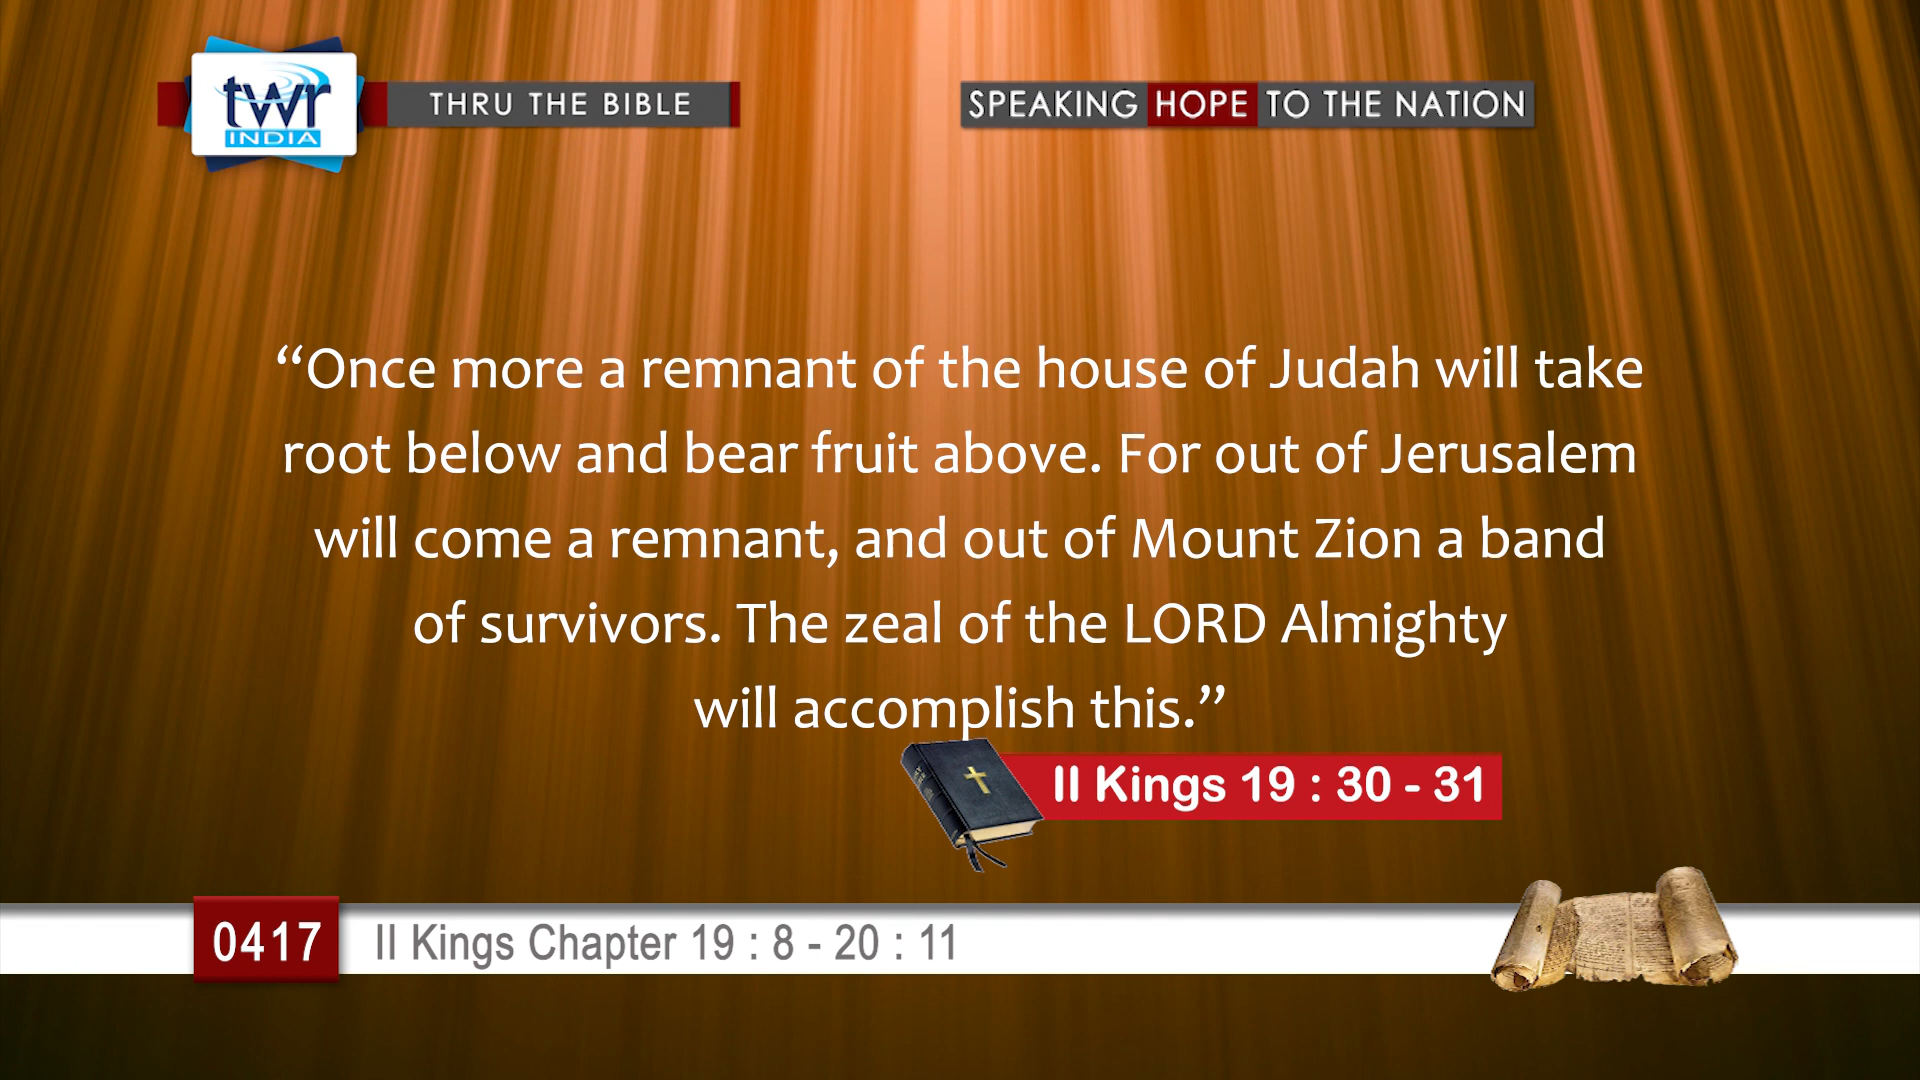 twr
INDIA
THRU THE BIBLE
SPEAKING HOPE TO THE NATION
“Once more a remnant of the house of Judah will take
root below and bear fruit above. For out of Jerusalem
will come a remnant, and out of Mount Zion a band
of survivors. The zeal of the LORD Almighty
will accomplish this.”
II Kings 19 : 30 - 31
0417
II Kings Chapter 19 : 8 - 20 : 11